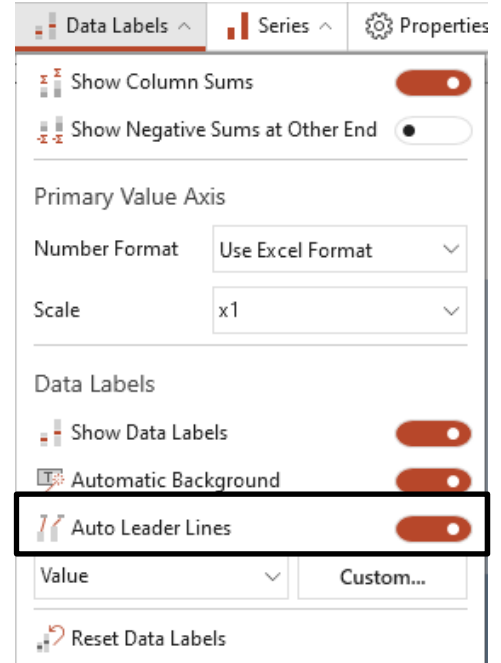 Data Labels Series Properties
Show Column Sums
Show Negative Sums at Other End
Primary Value Axis
Number Format Use Excel Format
Scale x1
Data Labels
Show Data Labels
Automatic Background
Auto Leader Lines
Value Custom...
Reset Data Labels